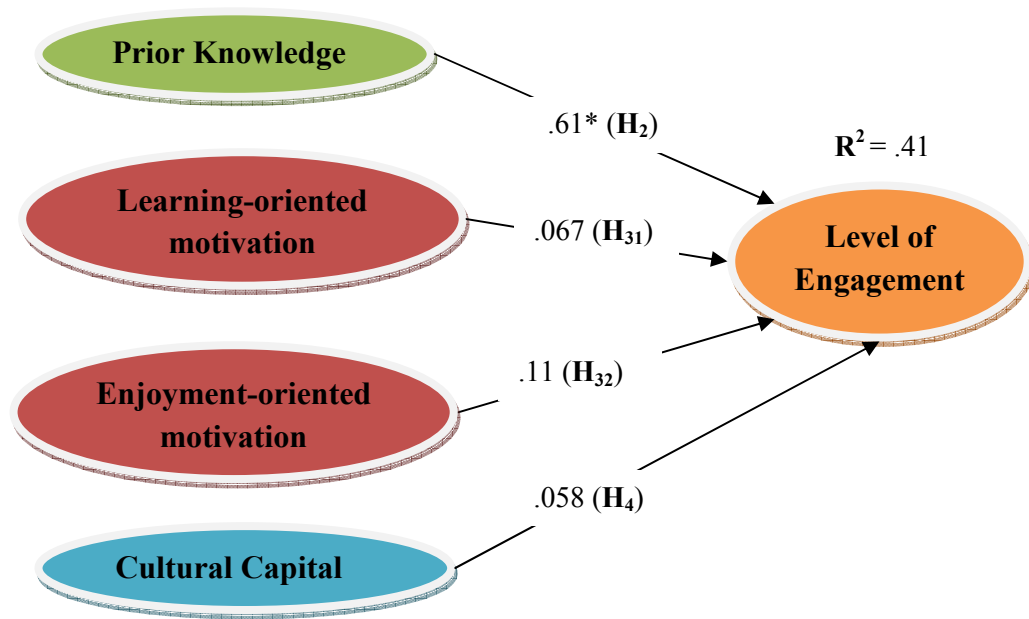 Prior Knowledge
.61* (H₂)
R² = .41
Learning-oriented
motivation
.067 (H₃₁)
Level of
Engagement
Enjoyment-oriented
motivation
.11 (H₃₂)
.058 (H₄)
Cultural Capital